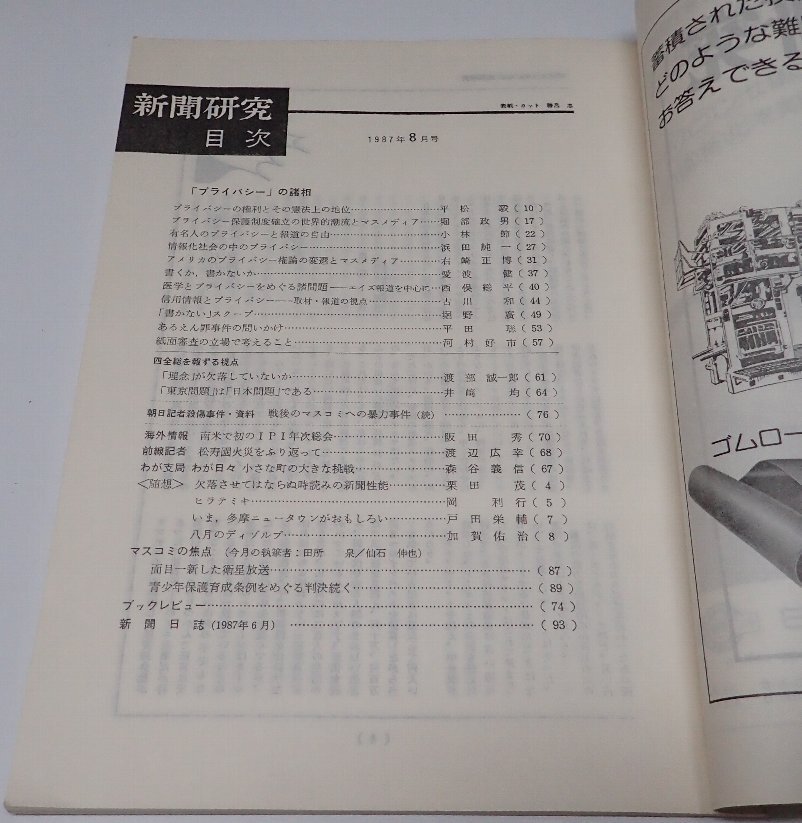 新聞研究
目次
表紙・カット
1987年8月号
「プライバシー」の諸相
プライバシーの権利とその憲法上の地位……………平松 毅(10)
プライバシー保護制度確立の世界的潮流とマスメディア……堀部政男(17)
有名人のプライバシーと報道の自由……………小林 節(22)
情報化社会の中のプライバシー……………浜田純一(27)
アメリカのプライバシー権論の変遷とマスメディア……………右崎正博(31)
書くか、書かないか……………愛波 健(37)
医学とプライバシーをめぐる諸問題——エイズ報道を中心に…西俣総平(40)
信用情報とプライバシー——取材・報道の視点……………古川 和(44)
「書かない」スクープ……………網野 廣(49)
あるえん罪事件の問いかけ……………平田 (53)
紙面審査の立場で考えること……………河村好市(57)
四全総を報ずる視点
「理念」が欠落していないか……………渡部誠一郎(61)
「東京問題」は「日本問題」である……………井崎 均(64)
朝日記者殺傷事件・資料 戦後のマスコミへの暴力事件(続)……………(76)
海外情報 南米で初のIPI年次総会……………阪田 秀(70)
前線記者 松寿園火災をふり返って……………渡辺広幸(68)
わが支局 わが日々 小さな町の大きな挑戦……………森谷義信(67)
〈随想〉 欠落させてはならぬ時読みの新聞性能……………栗田 茂(4)
ヒラテミキ……………岡 利行(5)
いま、多摩ニュータウンがおもしろい……………戸田栄輔(7)
八月のディゾルブ……………加賀佑治(8)
マスコミの焦点 (今月の執筆者:田所 泉/仙石 伸也)
面目一新した衛星放送……………(87)
青少年保護育成条例をめぐる判決続く……………(89)
ブックレビュー……………(74)
新聞日誌(1987年6月)……………(93)
蓄積された
どのような難
お答えできる
ゴムロー